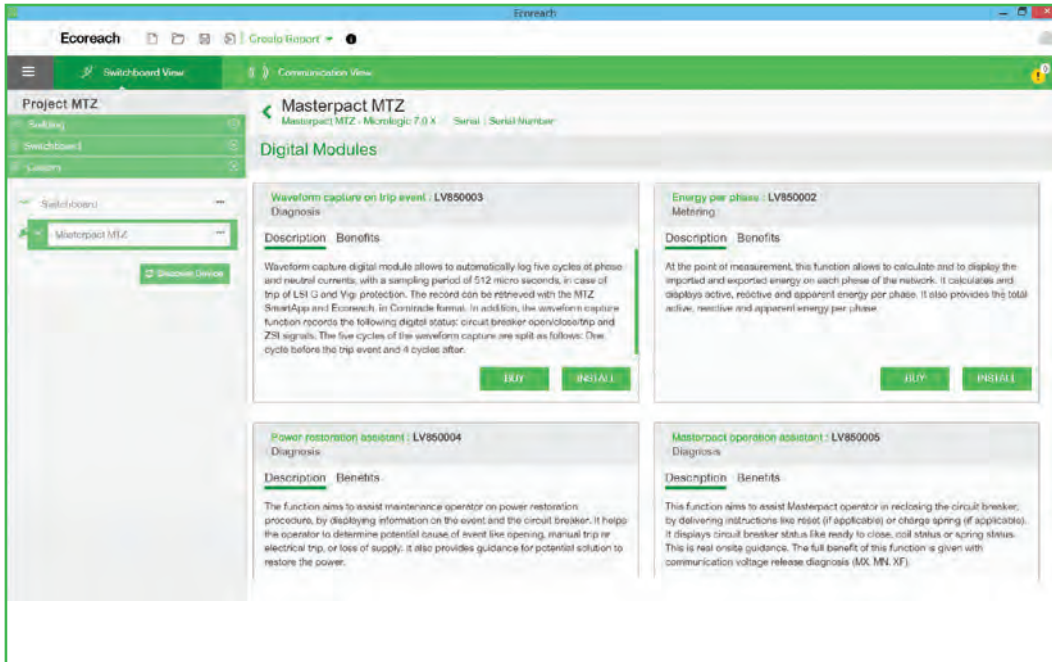 Ecoreach
Ecoreach
Create Report
Switchboard View
Communication View
Project MTZ
Building
Switchboard
Switchboard
Masterpact MTZ
Discover Device
Masterpact MTZ
Masterpact MTZ - Micrologic 7.0 X Serial : Serial Number
Digital Modules
Waveform capture on trip event : LV850003
Diagnosis
Description Benefits
Waveform capture digital module allows to automatically log five cycles of phase
and neutral currents, with a sampling period of 512 micro seconds, in case of
trip of LSI G and Vigi protection. The record can be retrieved with the MTZ
SmartApp and Ecoreach, in Comtrade format. In addition, the waveform capture
function records the following digital status: circuit breaker open/close/trip and
ZSI signals. The five cycles of the waveform capture are split as follows: One
cycle before the trip event and 4 cycles after.
BUY INSTALL
Energy per phase : LV850002
Metering
Description Benefits
At the point of measurement, this function allows to calculate and to display the
imported and exported energy on each phase of the network. It calculates and
displays active, reactive and apparent energy per phase. It also provides the total
active, reactive and apparent energy per phase.
BUY INSTALL
Power restoration assistant : LV850004
Diagnosis
Description Benefits
The function aims to assist maintenance operator on power restoration
procedure, by displaying information on the event and the circuit breaker. It helps
the operator to determine potential cause of event like opening, manual trip or
electrical trip, or loss of supply. It also provides guidance for potential solution to
restore the power.
Masterpact operation assistant : LV850005
Diagnosis
Description Benefits
This function aims to assist Masterpact operator in reclosing the circuit breaker,
by delivering instructions like reset (if applicable) or charge spring (if applicable).
It displays circuit breaker status like ready to close, coil status or spring status.
This is real onsite guidance. The full benefit of this function is given with
communication voltage release diagnosis (MX, MN, XF).